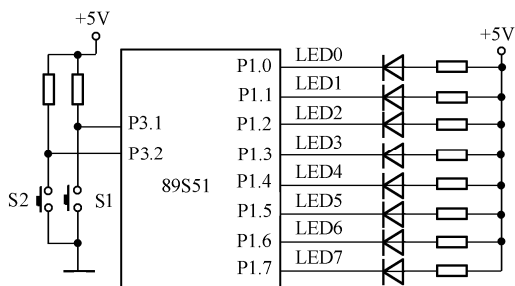 +5V
+5V
P1.0 LED0
P1.1 LED1
P1.2 LED2
P1.3 LED3
P1.4 LED4
P1.5 LED5
P1.6 LED6
P1.7 LED7
P3.1
P3.2
89S51
S2
S1